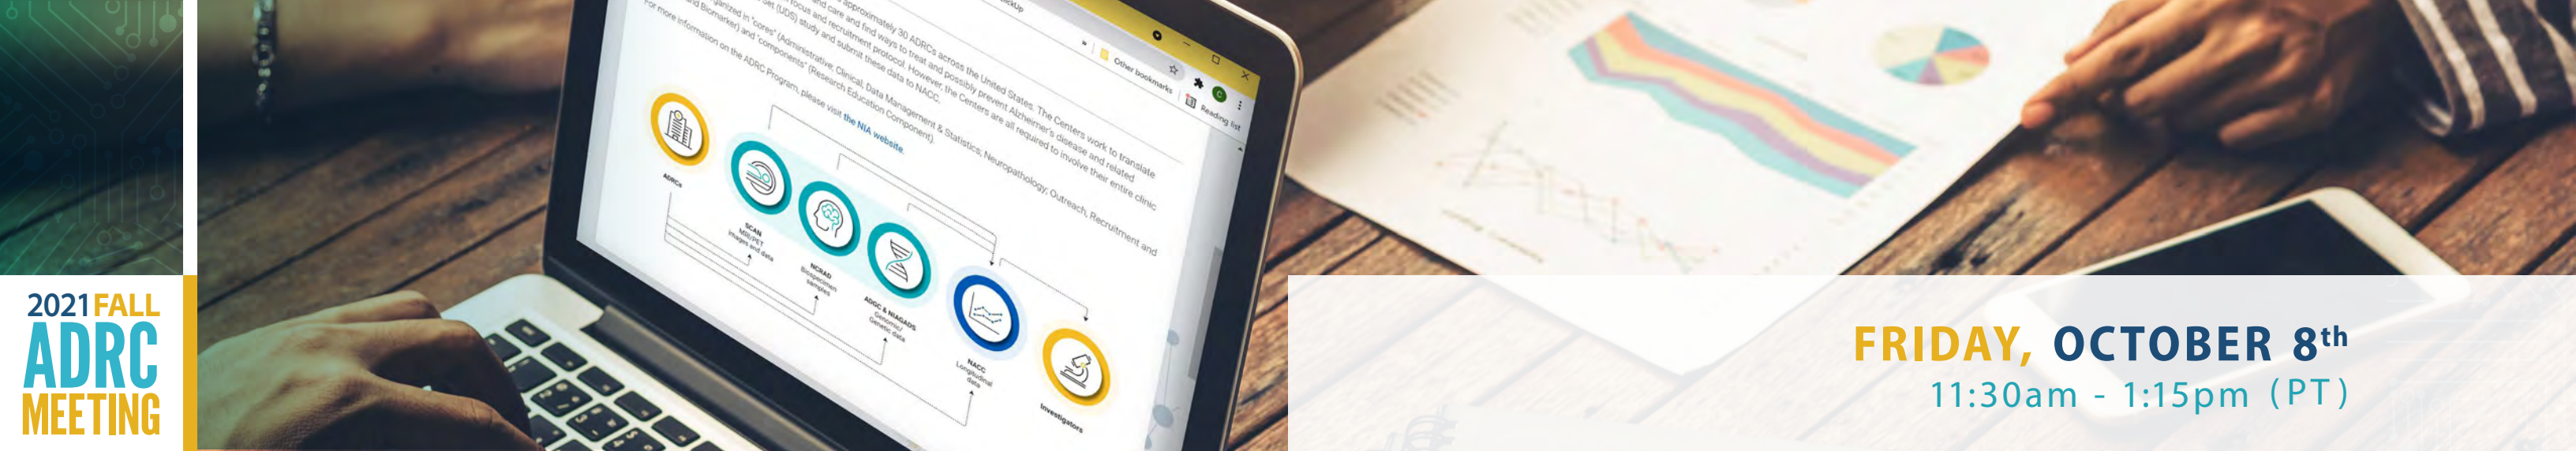 2021 FALL
ADRC
MEETING
ckUp
Other bookmarks
Reading list
approximately 30 ADRCs across the United States. The Centers work to translate
and care and find ways to treat and possibly prevent Alzheimer's disease and related
focus and recruitment protocol. However, the Centers are all required to involve their entire clinic
Set (UDS) study and submit these data to NACC.
organized in "cores" (Administrative; Clinical; Data Management & Statistics; Neuropathology; Outreach, Recruitment and
and Biomarker) and "components" (Research Education Component).
For more information on the ADRC Program, please visit the NIA website.
ADRCs
SCAN
MRI/PET
images and data
NCRAD
Biospecimen
samples
ADGC & NIAGADS
Genomic/
Genetic data
NACC
Longitudinal
data
Investigators
FRIDAY, OCTOBER 8th
11:30am - 1:15pm (PT)